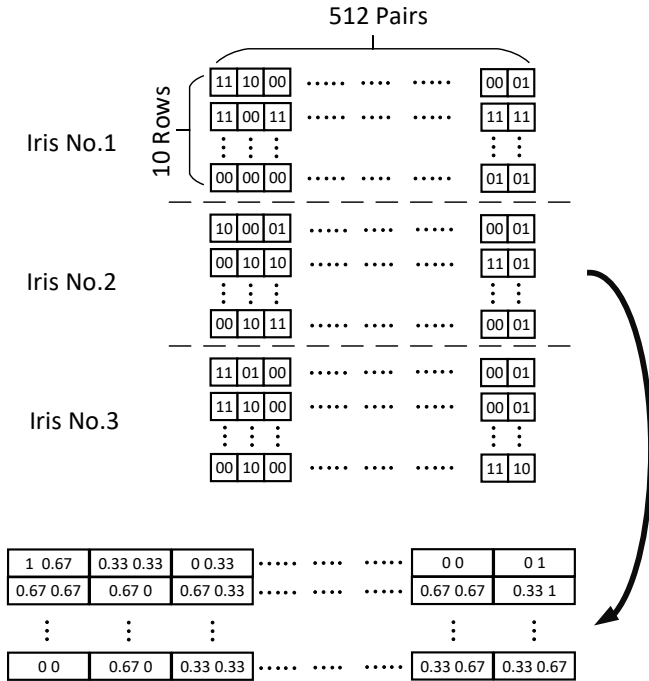 512 Pairs
10 Rows
Iris No.1
11 10 00 ..... .... ..... 00 01
11 00 11 ..... .... ..... 11 11
00 00 00 ..... .... ..... 01 01
Iris No.2
10 00 01 ..... .... ..... 00 01
00 10 10 ..... .... ..... 11 01
00 10 11 ..... .... ..... 00 01
Iris No.3
11 01 00 ..... .... ..... 00 01
11 10 00 ..... .... ..... 00 01
00 10 00 ..... .... ..... 11 10
1 0.67 0.33 0.33 0 0.33 ..... .... ..... 0 0 0 1
0.67 0.67 0.67 0 0.67 0.33 ..... .... ..... 0.67 0.67 0.33 1
0 0 0.67 0 0.33 0.33 ..... .... ..... 0.33 0.67 0.33 0.67